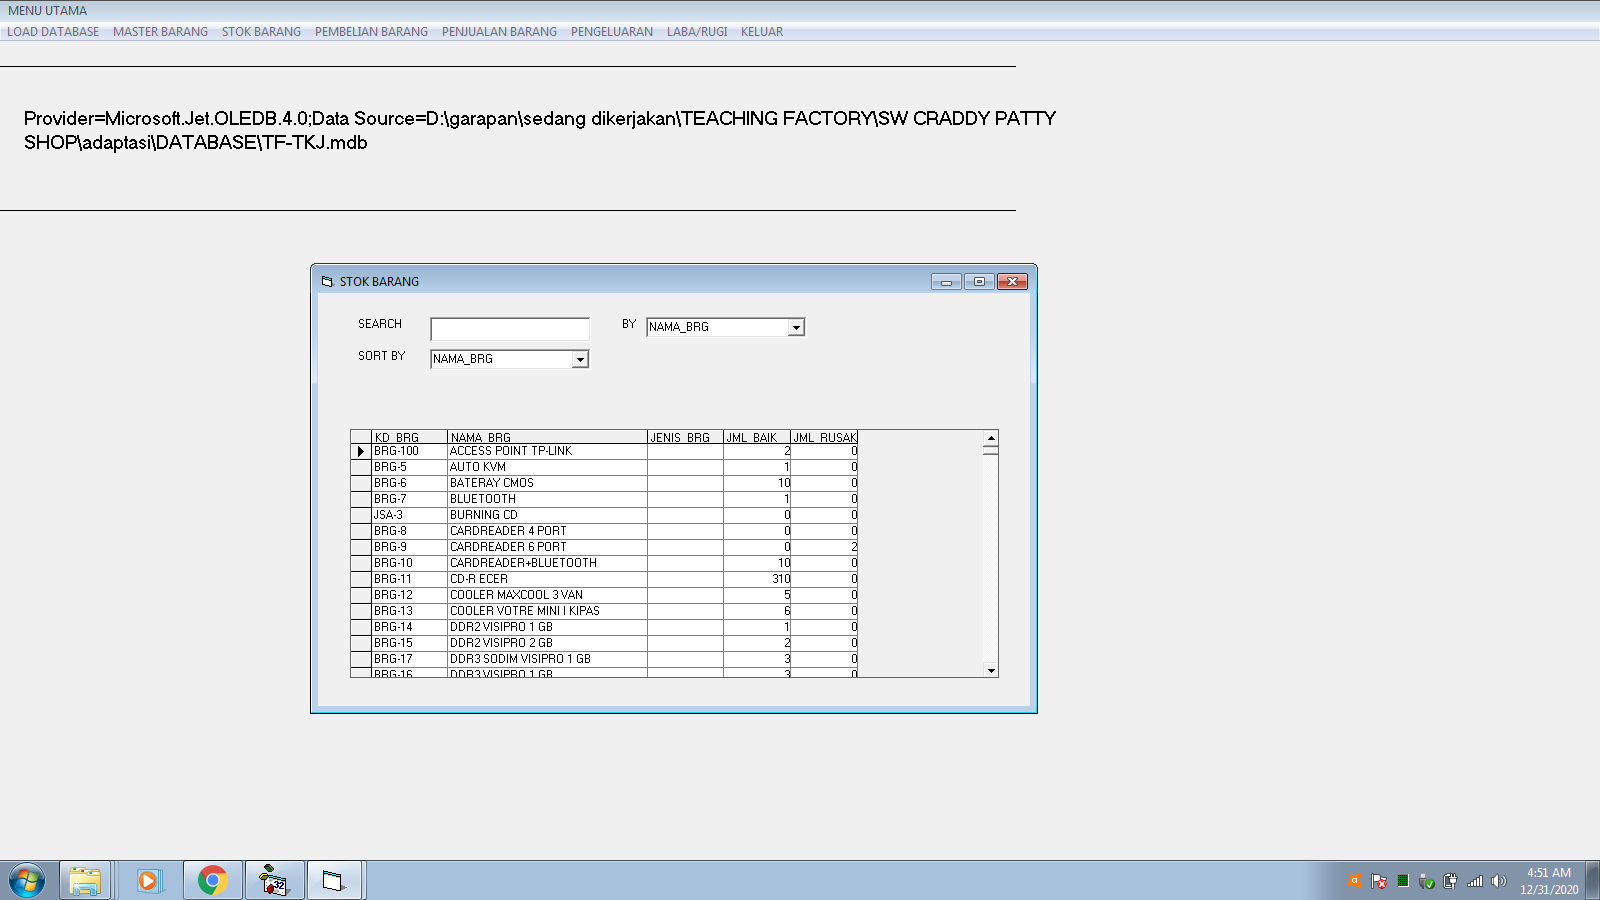 MENU UTAMA
LOAD DATABASE MASTER BARANG STOK BARANG PEMBELIAN BARANG PENJUALAN BARANG PENGELUARAN LABA/RUGI KELUAR
Provider=Microsoft.Jet.OLEDB.4.0;Data Source=D:\garapan\sedang dikerjakan\TEACHING FACTORY\SW CRADDY PATTY
SHOP\adaptasi\DATABASE\TF-TKJ.mdb
STOK BARANG
SEARCH BY NAMA_BRG
SORT BY NAMA_BRG
KD_BRG NAMA_BRG JENIS_BRG JML_BAIK JML_RUSAK
BRG-100 ACCESS POINT TP-LINK 2 0
BRG-5 AUTO KVM 1 0
BRG-6 BATERAY CMOS 10 0
BRG-7 BLUETOOTH 1 0
JSA-3 BURNING CD 0 0
BRG-8 CARDREADER 4 PORT 0 0
BRG-9 CARDREADER 6 PORT 0 2
BRG-10 CARDREADER+BLUETOOTH 10 0
BRG-11 CD-R ECER 310 0
BRG-12 COOLER MAXCOOL 3 VAN 5 0
BRG-13 COOLER VOTRE MINI I KIPAS 6 0
BRG-14 DDR2 VISIPRO 1 GB 1 0
BRG-15 DDR2 VISIPRO 2 GB 2 0
BRG-17 DDR3 SODIM VISIPRO 1 GB 3 0
BRG-16 DDR3 VISIPRO 1 GB 3 0
32
a
4:51 AM
12/31/2020